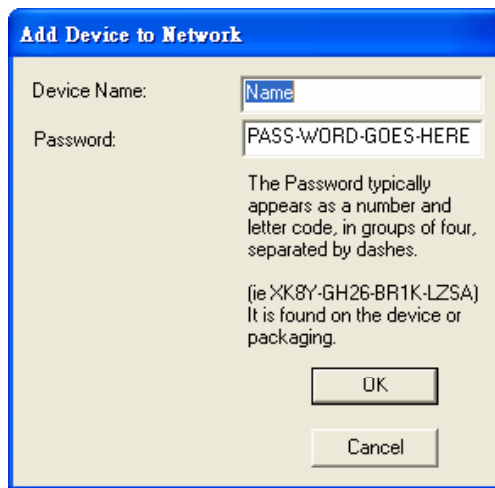 Add Device to Network
Device Name:
Name
Password:
PASS-WORD-GOES-HERE
The Password typically
appears as a number and
letter code, in groups of four,
separated by dashes.
(ie XK8Y-GH26-BR1K-LZSA)
It is found on the device or
packaging.
OK
Cancel